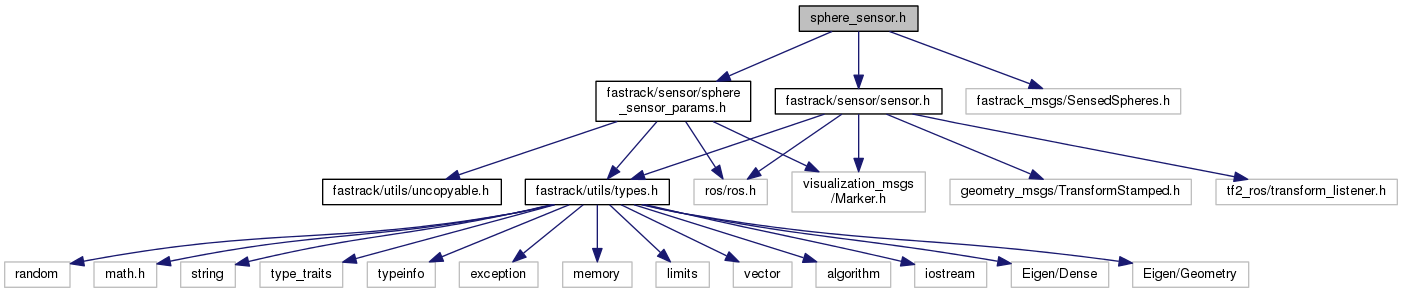 sphere_sensor.h
fastrack/sensor/sphere
_sensor_params.h
fastrack/sensor/sensor.h
fastrack_msgs/SensedSpheres.h
fastrack/utils/uncopyable.h
fastrack/utils/types.h
ros/ros.h
visualization_msgs
/Marker.h
geometry_msgs/TransformStamped.h
tf2_ros/transform_listener.h
random
math.h
string
type_traits
typeinfo
exception
memory
limits
vector
algorithm
iostream
Eigen/Dense
Eigen/Geometry